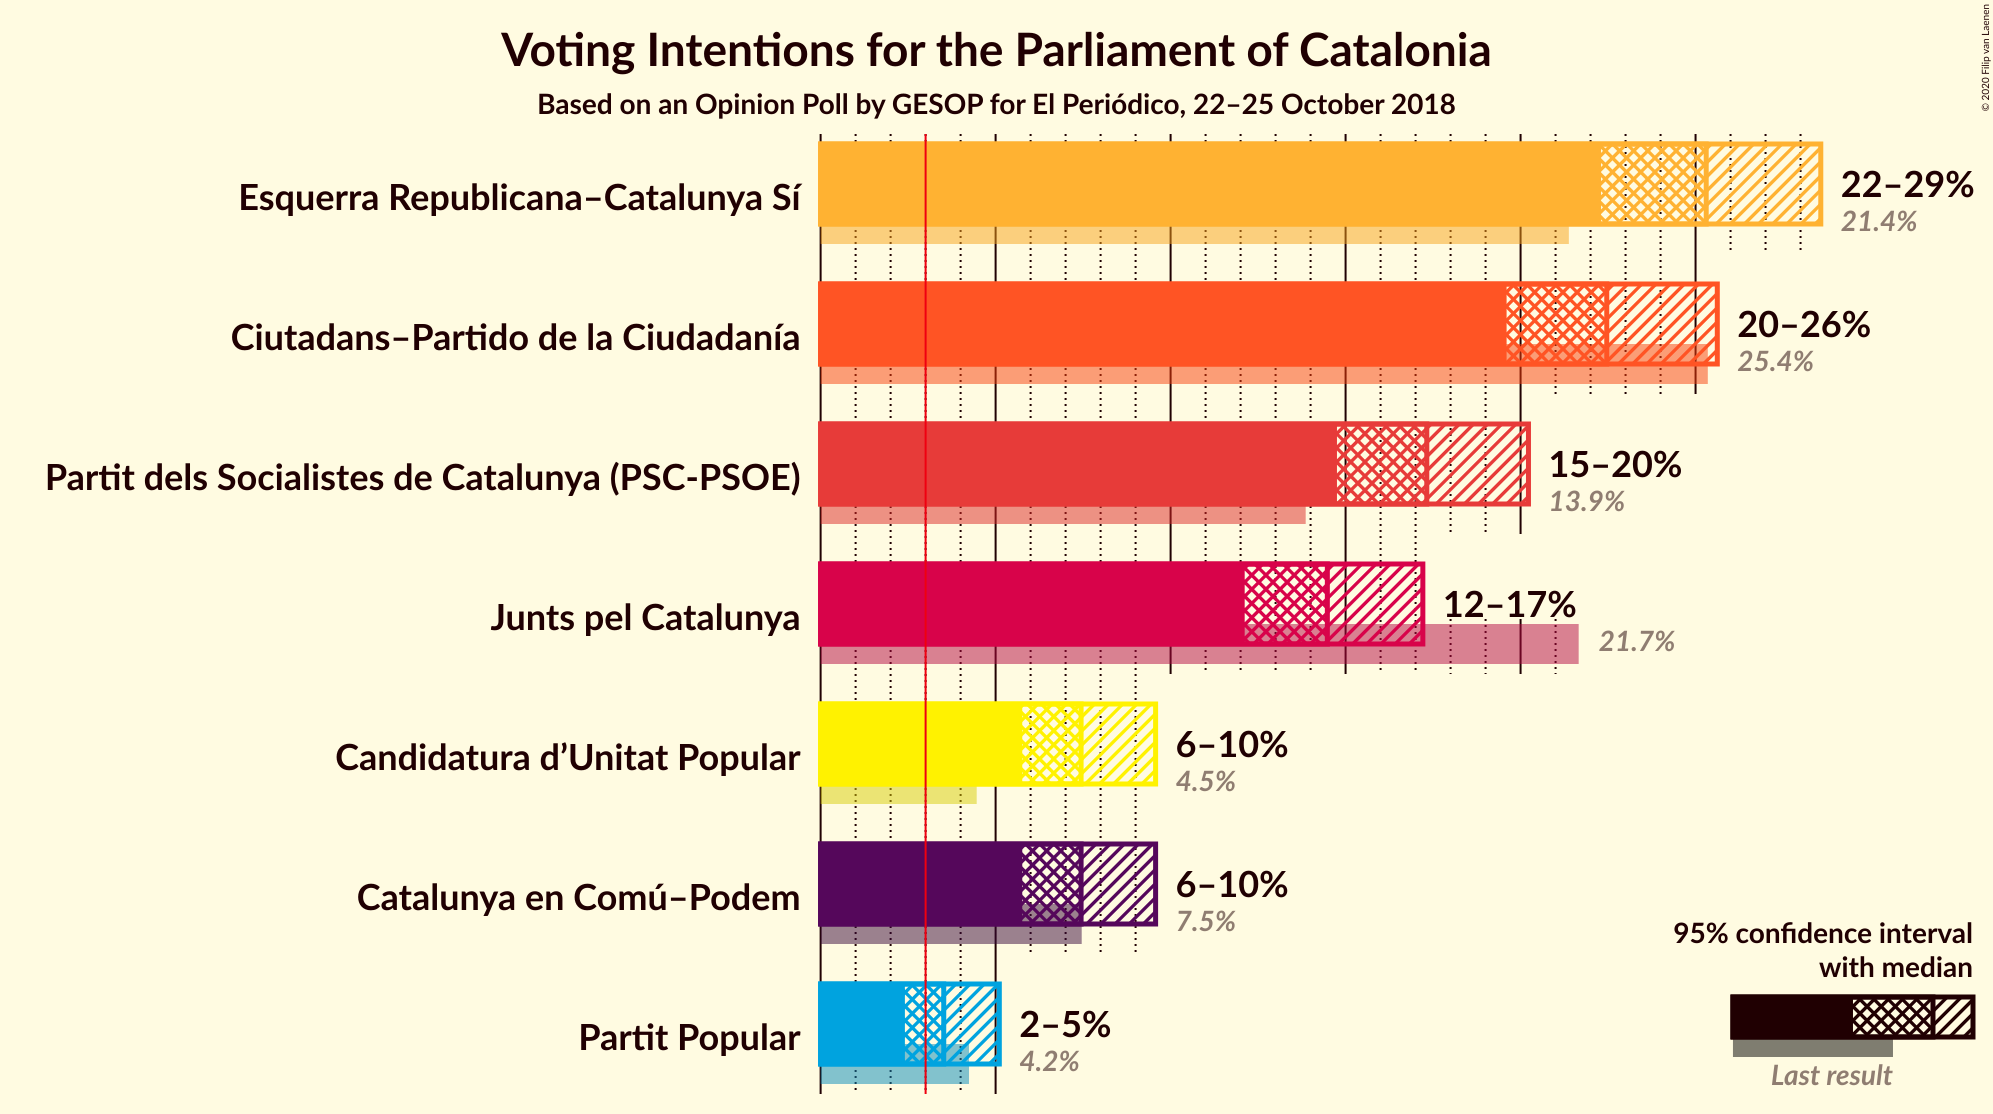 Voting Intentions for the Parliament of Catalonia
Based on an Opinion Poll by GESOP for El Periódico, 22–25 October 2018
© 2020 Filip van Laenen
Esquerra Republicana–Catalunya Sí
22–29%
21.4%
Ciutadans–Partido de la Ciudadanía
20–26%
25.4%
Partit dels Socialistes de Catalunya (PSC-PSOE)
15–20%
13.9%
Junts pel Catalunya
12–17%
21.7%
Candidatura d’Unitat Popular
6–10%
4.5%
Catalunya en Comú–Podem
6–10%
7.5%
Partit Popular
2–5%
4.2%
95% confidence interval
with median
Last result